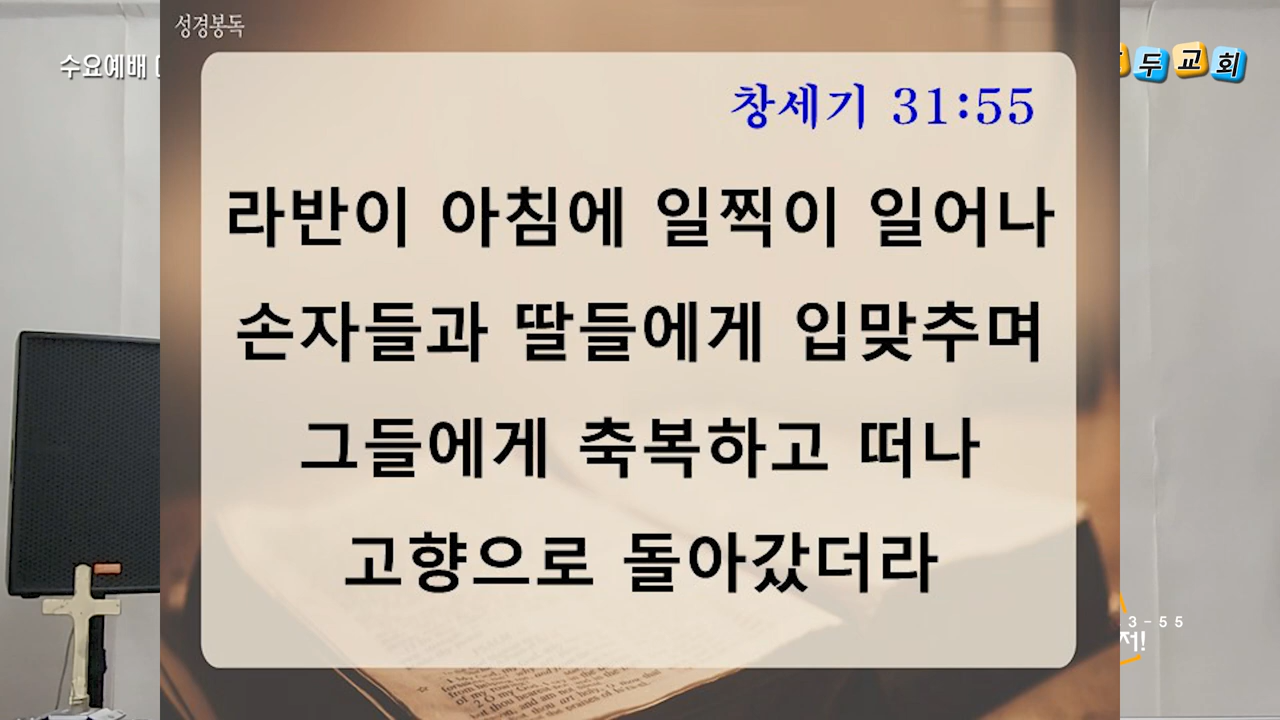 성경봉독
수요예배
두교회
창세기 31:55
라반이 아침에 일찍이 일어나
손자들과 딸들에게 입맞추며
그들에게 축복하고 떠나
고향으로 돌아갔더라
3-55